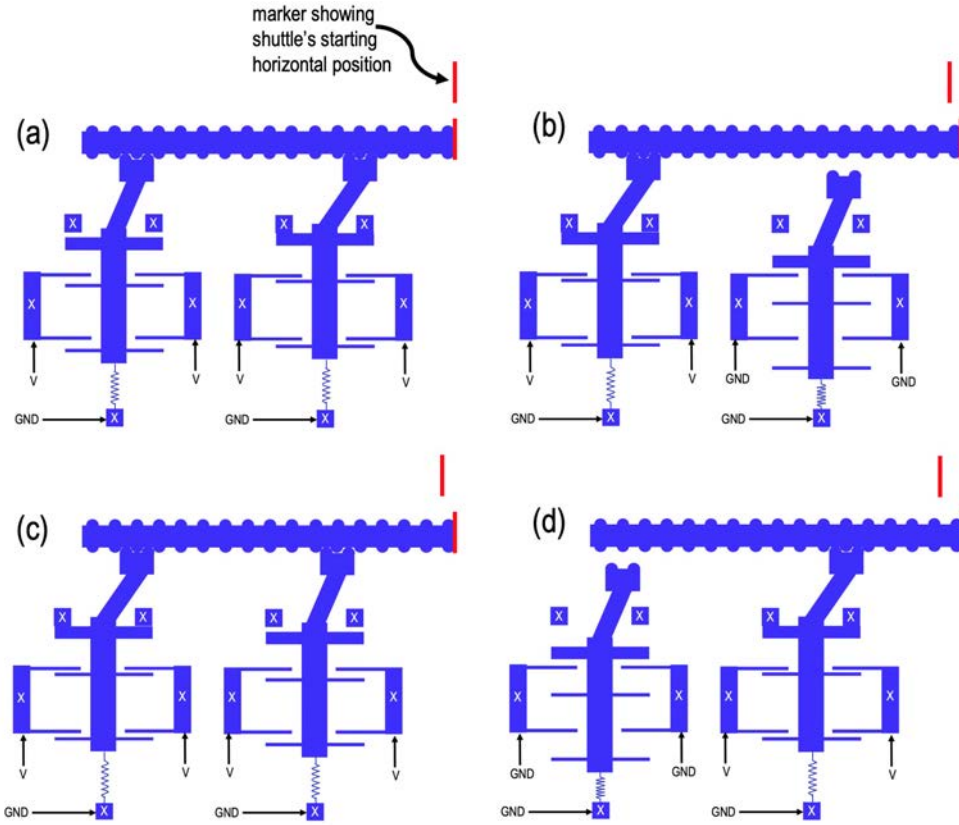 marker showing
shuttle's starting
horizontal position
(a)
X X X X
X X X X
V V V V
GND X GND X
(b)
X X X X
X X X X
V V GND GND
GND X GND X
(c)
X X X X
X X X X
V V V V
GND X GND X
(d)
X X X X
X X X X
GND GND V V
GND X GND X